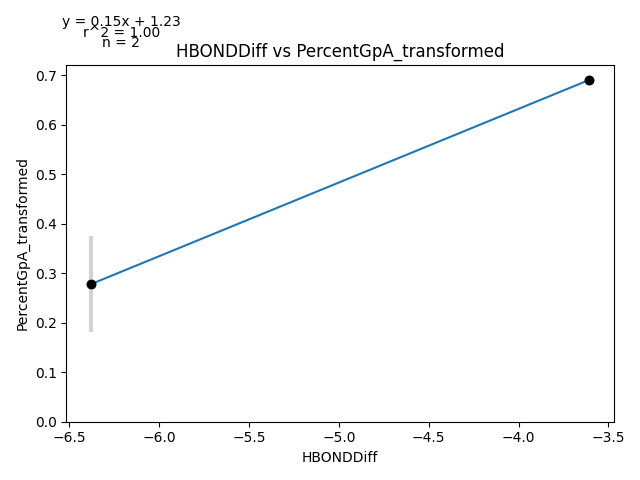 y = 0.15x + 1.23
r^2 = 1.00
n = 2
HBONDDiff vs PercentGpA_transformed
PercentGpA_transformed
0.7
0.6
0.5
0.4
0.3
0.2
0.1
0.0
−6.5 −6.0 −5.5 −5.0 −4.5 −4.0 −3.5
HBONDDiff